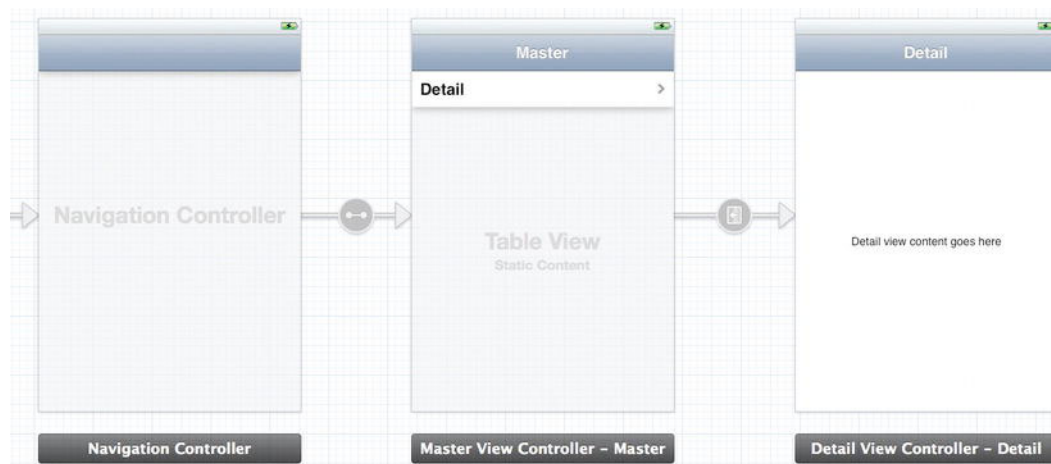 Master
Detail
Detail
Navigation Controller
Table View
Static Content
Detail view content goes here
Navigation Controller
Master View Controller – Master
Detail View Controller – Detail